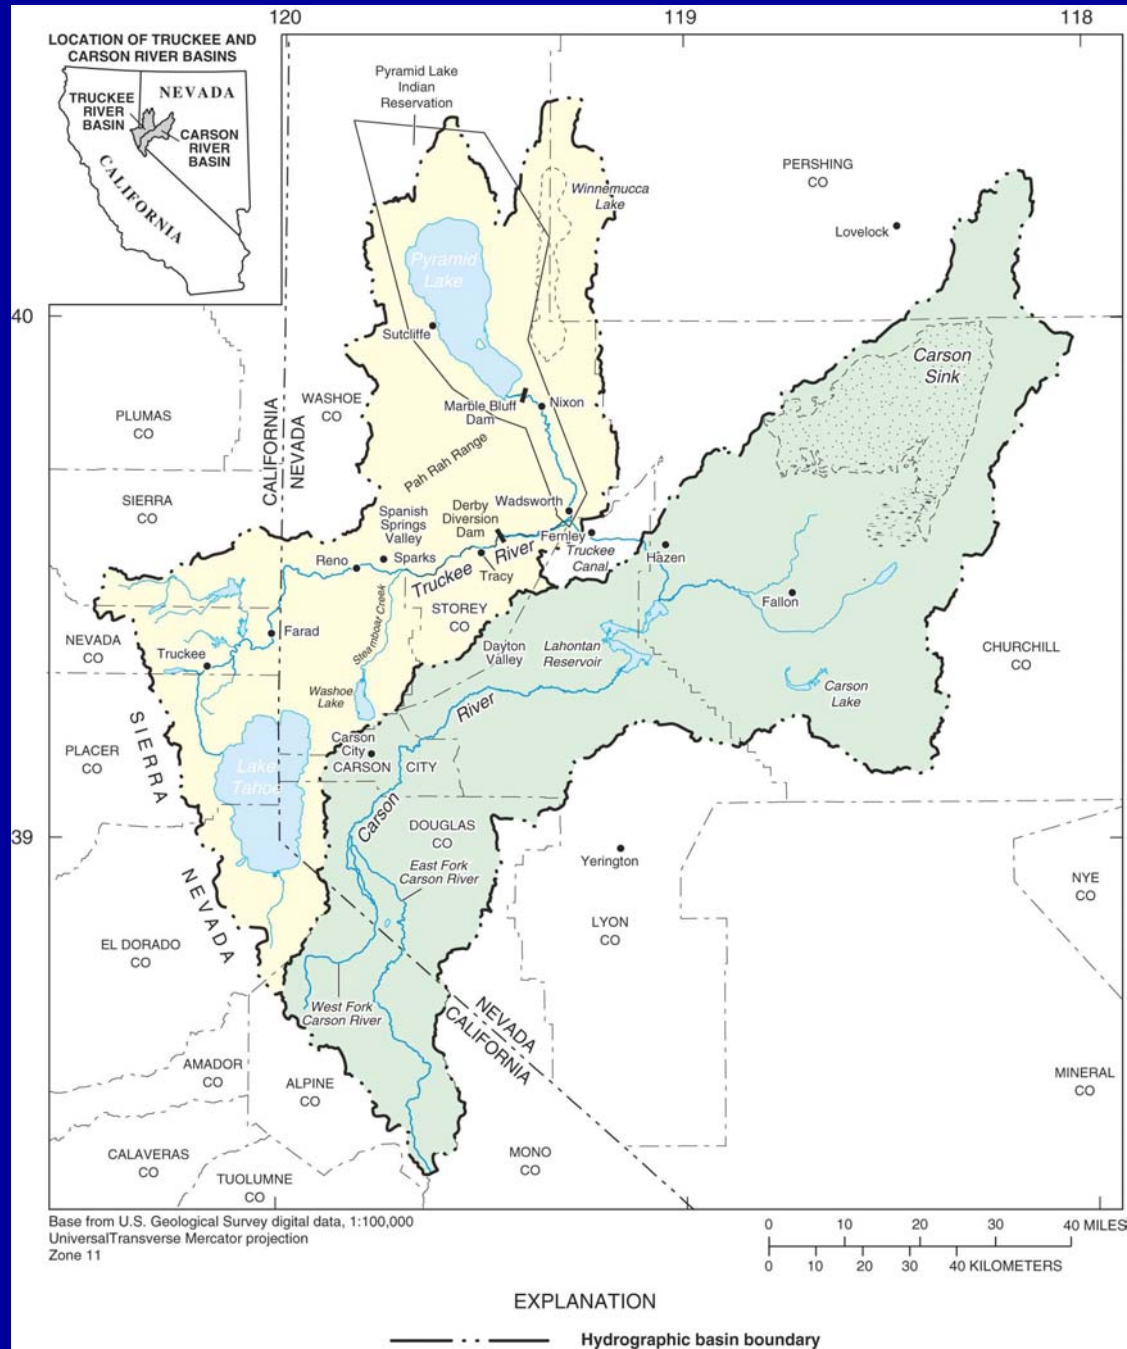 120
119
118
LOCATION OF TRUCKEE AND
CARSON RIVER BASINS
NEVADA
TRUCKEE
RIVER
BASIN
CARSON
RIVER
BASIN
CALIFORNIA
Pyramid Lake
Indian
Reservation
Winnemucca
Lake
PERSHING
CO
Lovelock
Pyramid
Lake
40
Sutcliffe
Carson
Sink
PLUMAS
CO
WASHOE
CO
CALIFORNIA
NEVADA
Marble Bluff
Dam
Nixon
Pah Rah Range
SIERRA
CO
Spanish
Springs
Valley
Derby
Diversion
Dam
Wadsworth
Fernley
Truckee
Canal
Hazen
Reno
Sparks
Truckee River
Tracy
Fallon
STOREY
CO
Steamboat Creek
NEVADA
CO
Farad
Truckee
Dayton
Valley
Lahontan
Reservoir
CHURCHILL
CO
Washoe
Lake
Carson
Lake
SIERRA NEVADA
PLACER
CO
Carson
City
CARSON CITY
Carson River
Lake
Tahoe
39
DOUGLAS
CO
East Fork
Carson River
Yerington
NYE
CO
LYON
CO
EL DORADO
CO
West Fork
Carson River
NEVADA
CALIFORNIA
AMADOR
CO
ALPINE
CO
MINERAL
CO
CALAVERAS
CO
MONO
CO
TUOLUMNE
CO
Base from U.S. Geological Survey digital data, 1:100,000
UniversalTransverse Mercator projection
Zone 11
0 10 20 30 40 MILES
0 10 20 30 40 KILOMETERS
EXPLANATION
Hydrographic basin boundary